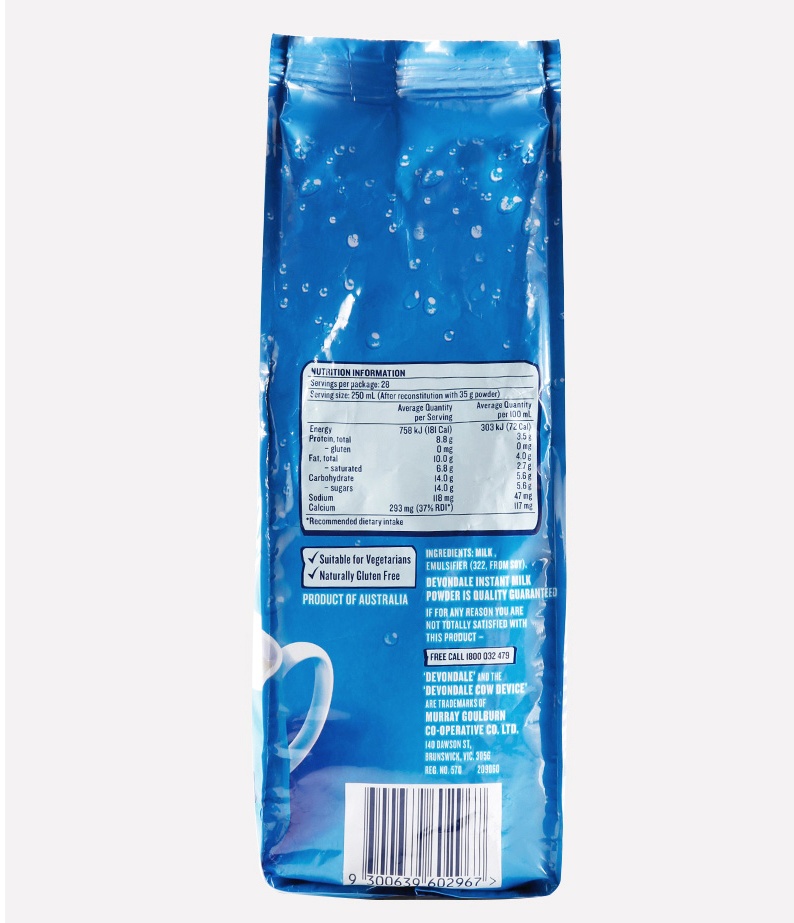 NUTRITION INFORMATION
Servings per package: 28
Serving size: 250 mL (After reconstitution with 35 g powder)
Average Quantity per Serving Average Quantity per 100 mL
Energy 758 kJ (181 Cal) 303 kJ (72 Cal)
Protein, total 8.8 g 3.5 g
– gluten 0 mg 0 mg
Fat, total 10.0 g 4.0 g
– saturated 6.8 g 2.7 g
Carbohydrate 14.0 g 5.6 g
– sugars 14.0 g 5.6 g
Sodium 118 mg 47 mg
Calcium 293 mg (37% RDI*) 117 mg
*Recommended dietary intake
✓ Suitable for Vegetarians
✓ Naturally Gluten Free
PRODUCT OF AUSTRALIA
INGREDIENTS: MILK,
EMULSIFIER (322, FROM SOY).
DEVONDALE INSTANT MILK
POWDER IS QUALITY GUARANTEED
IF FOR ANY REASON YOU ARE
NOT TOTALLY SATISFIED WITH
THIS PRODUCT –
FREE CALL 1800 032 479
'DEVONDALE' AND THE
'DEVONDALE COW DEVICE'
ARE TRADEMARKS OF
MURRAY GOULBURN
CO-OPERATIVE CO. LTD.
140 DAWSON ST,
BRUNSWICK, VIC. 3056
REG. NO. 578 209060
9 300639 602967 >